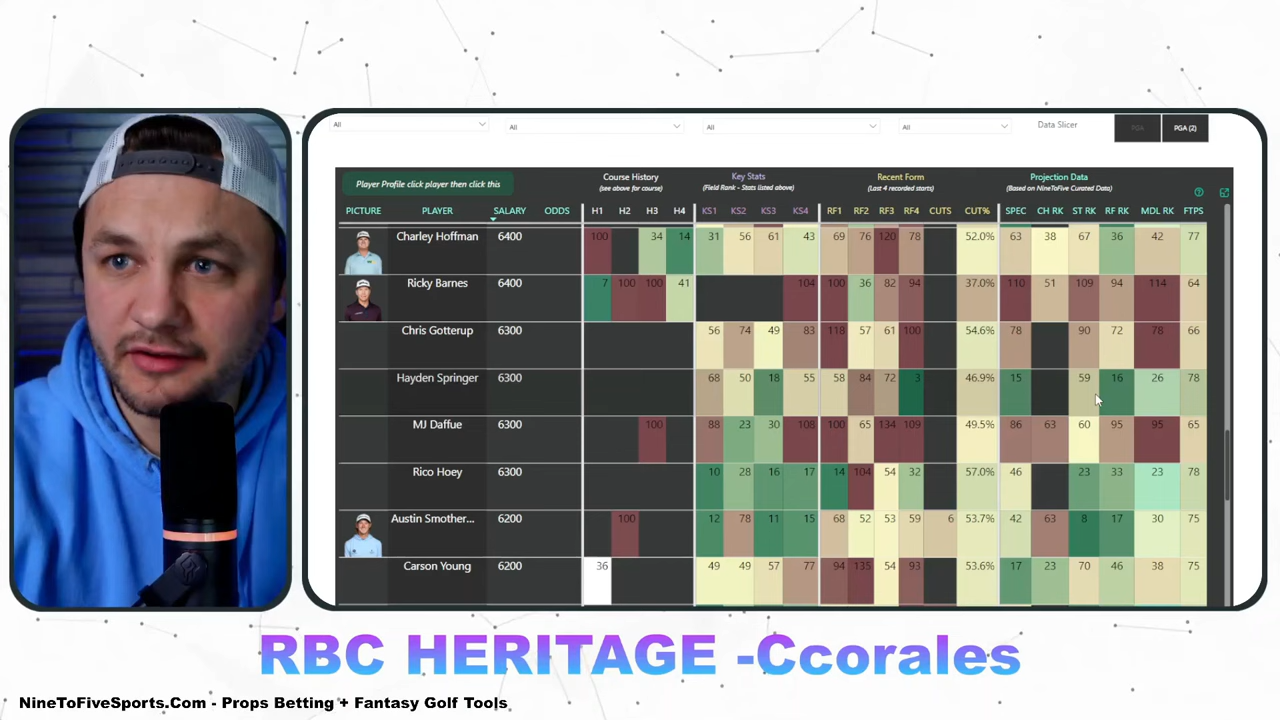 All All All All Data Slicer PGA PGA (2)
Player Profile click player then click this
Course History Key Stats Recent Form Projection Data
(see above for course) (Field Rank - Stats listed above) (Last 4 recorded starts) (Based on NineToFive Curated Data)
PICTURE PLAYER SALARY ODDS H1 H2 H3 H4 KS1 KS2 KS3 KS4 RF1 RF2 RF3 RF4 CUTS CUT% SPEC CH RK ST RK RF RK MDL RK FTPS
Charley Hoffman 6400 100 34 14 31 56 61 43 69 76 120 78 52.0% 63 38 67 36 42 77
Ricky Barnes 6400 7 100 100 41 104 100 36 82 94 37.0% 110 51 109 94 114 64
Chris Gotterup 6300 56 74 49 83 118 57 61 100 54.6% 78 90 72 78 66
Hayden Springer 6300 68 50 18 55 58 84 72 3 46.9% 15 59 16 26 78
MJ Daffue 6300 100 88 23 30 108 100 65 134 109 49.5% 86 63 60 95 95 65
Rico Hoey 6300 10 28 16 17 14 104 54 32 57.0% 46 23 33 23 78
Austin Smother... 6200 100 12 78 11 15 68 52 53 59 6 53.7% 42 63 8 17 30 75
Carson Young 6200 36 49 49 57 77 94 135 54 93 53.6% 17 23 70 46 38 75
RBC HERITAGE -Ccorales
NineToFiveSports.Com - Props Betting + Fantasy Golf Tools